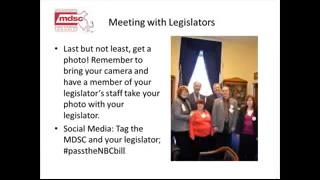 mdsc
Meeting with Legislators
• Last but not least, get a
photo! Remember to
bring your camera and
have a member of your
legislator's staff take your
photo with your
legislator.
• Social Media: Tag the
MDSC and your legislator;
#passtheNBCbill